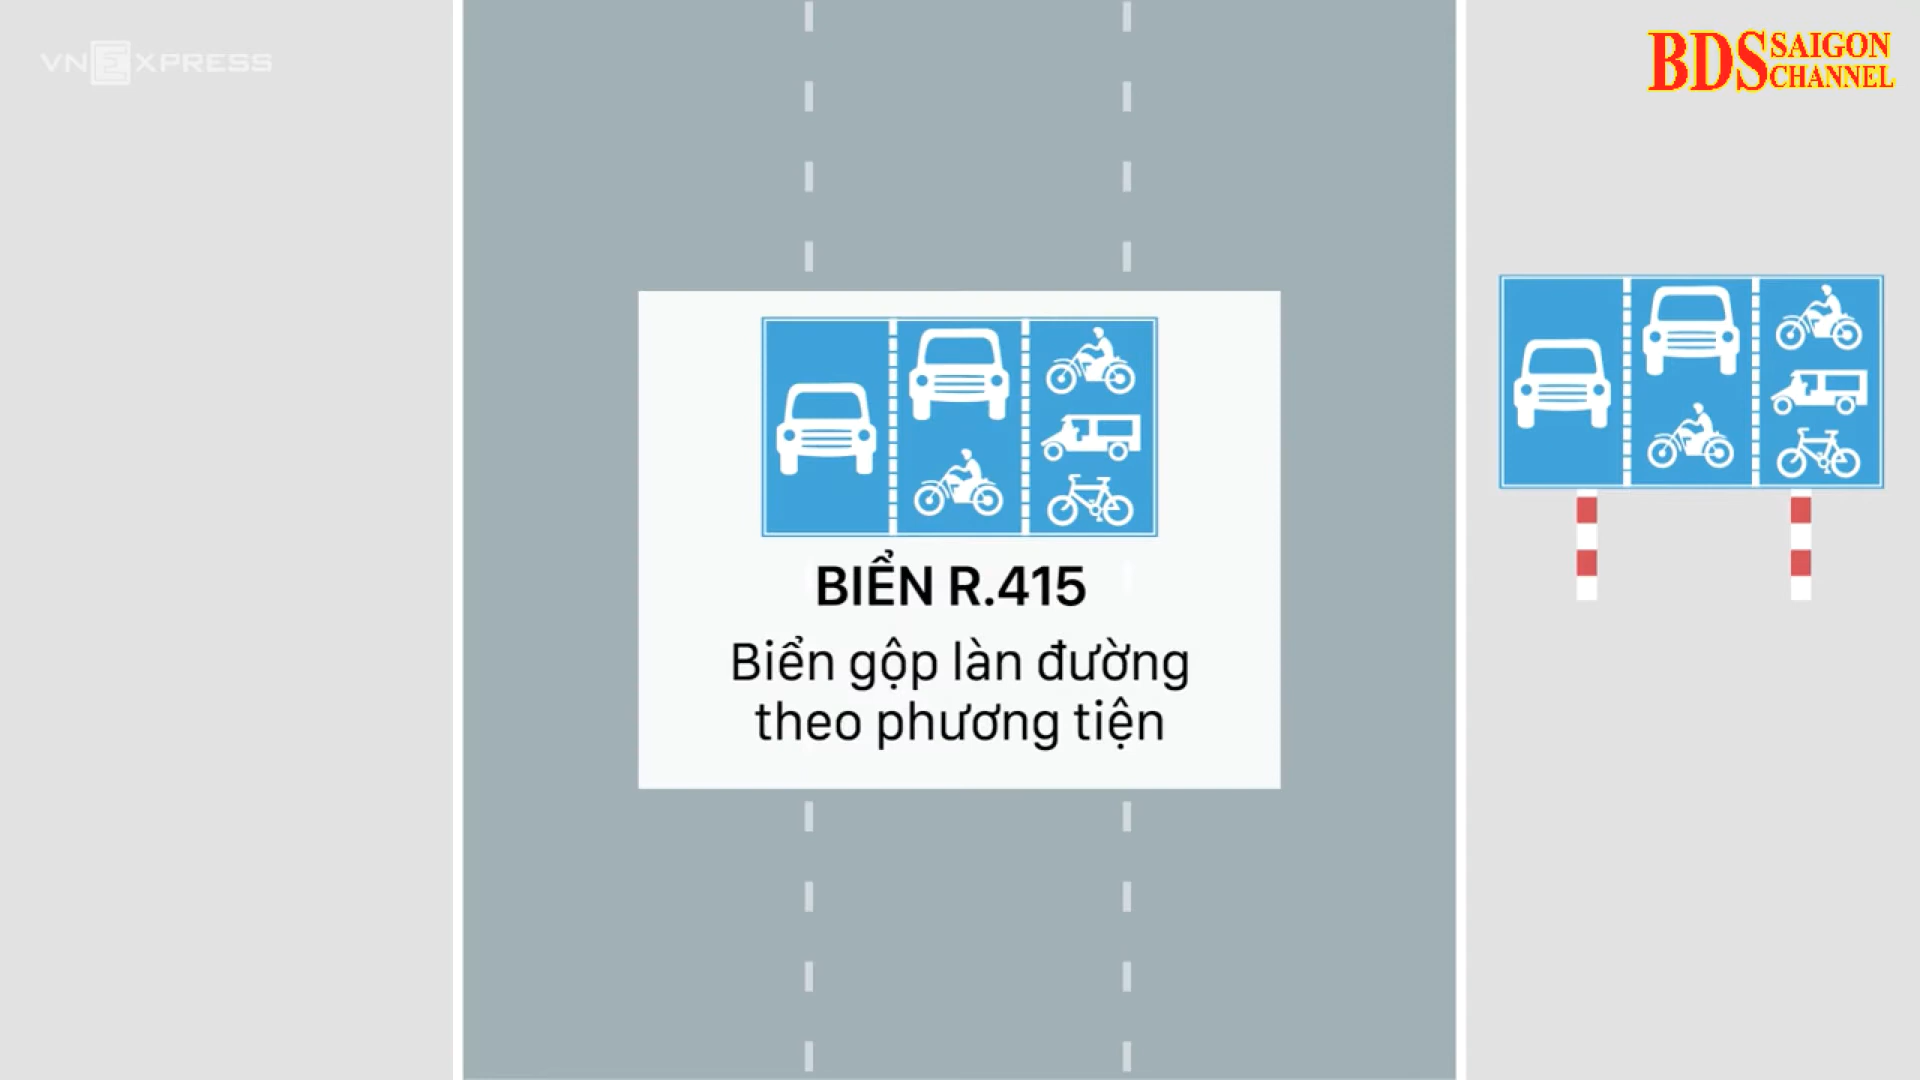 VNEXPRESS
BDS SAIGON
CHANNEL
BIỂN R.415
Biển gộp làn đường
theo phương tiện